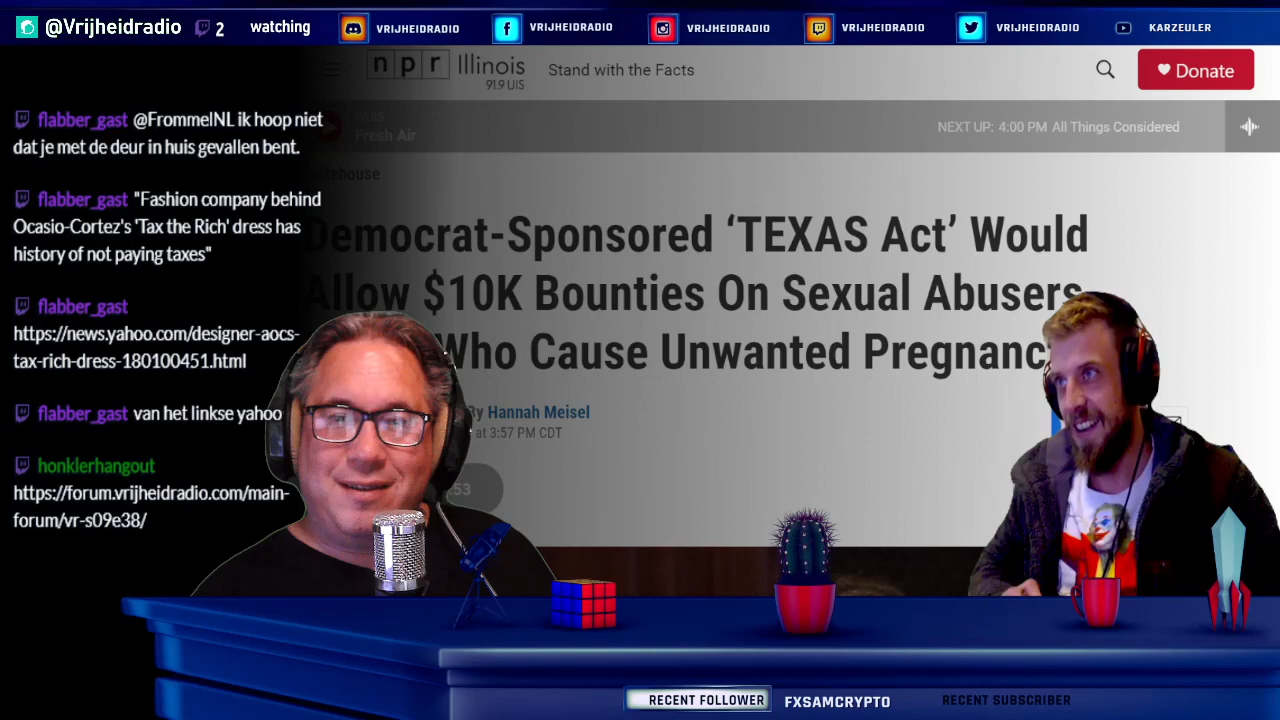 @Vrijheidradio 2 watching VRIJHEIDRADIO VRIJHEIDRADIO VRIJHEIDRADIO VRIJHEIDRADIO VRIJHEIDRADIO KARZEULER
npr Illinois Stand with the Facts Donate
91.9 UIS
Fresh Air NEXT UP: 4:00 PM All Things Considered
flabber_gast @FrommelNL ik hoop niet
dat je met de deur in huis gevallen bent.
flabber_gast "Fashion company behind
Ocasio-Cortez's 'Tax the Rich' dress has
history of not paying taxes"
flabber_gast
https://news.yahoo.com/designer-aocs-
tax-rich-dress-180100451.html
flabber_gast van het linkse yahoo
honklerhangout
https://forum.vrijheidradio.com/main-
forum/vr-s09e38/
Democrat-Sponsored ‘TEXAS Act’ Would
Allow $10K Bounties On Sexual Abusers
Who Cause Unwanted
By Hannah Meisel
at 3:57 PM CDT
RECENT FOLLOWER FXSAMCRYPTO RECENT SUBSCRIBER